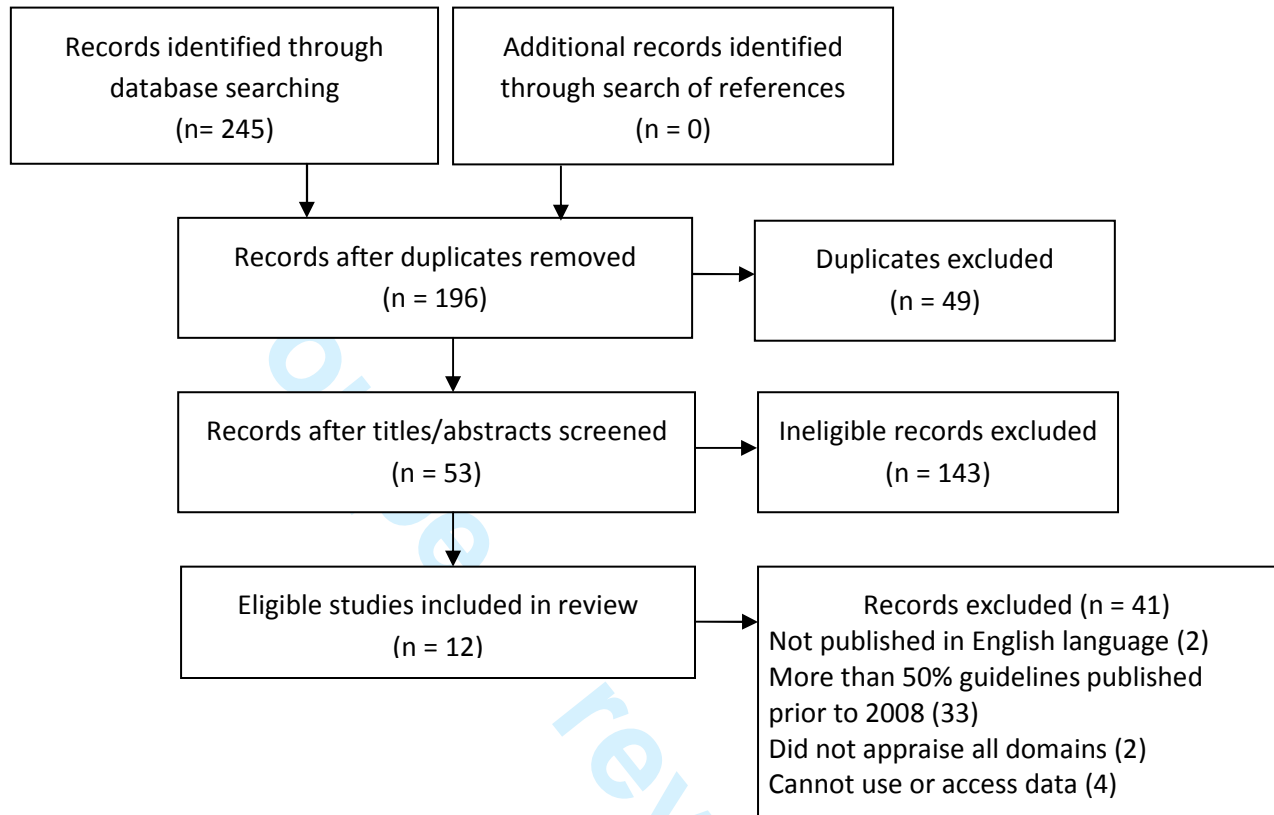 Records identified through
database searching
(n= 245)
Additional records identified
through search of references
(n = 0)
Records after duplicates removed
(n = 196)
Duplicates excluded
(n = 49)
Records after titles/abstracts screened
(n = 53)
Ineligible records excluded
(n = 143)
Eligible studies included in review
(n = 12)
Records excluded (n = 41)
Not published in English language (2)
More than 50% guidelines published
prior to 2008 (33)
Did not appraise all domains (2)
Cannot use or access data (4)